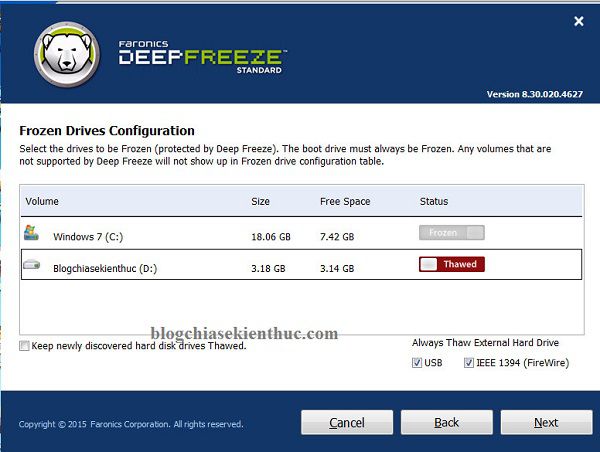 FARONICS
DEEPFREEZE™
STANDARD
Version 8.30.020.4627
Frozen Drives Configuration
Select the drives to be Frozen (protected by Deep Freeze). The boot drive must always be Frozen. Any volumes that are
not supported by Deep Freeze will not show up in Frozen drive configuration table.
Volume Size Free Space Status
Windows 7 (C:) 18.06 GB 7.42 GB Frozen
Blogchiasekienthuc (D:) 3.18 GB 3.14 GB Thawed
blogchiasekienthuc.com
Keep newly discovered hard disk drives Thawed.
Always Thaw External Hard Drive
USB IEEE 1394 (FireWire)
Copyright © 2015 Faronics Corporation. All rights reserved.
Cancel Back Next